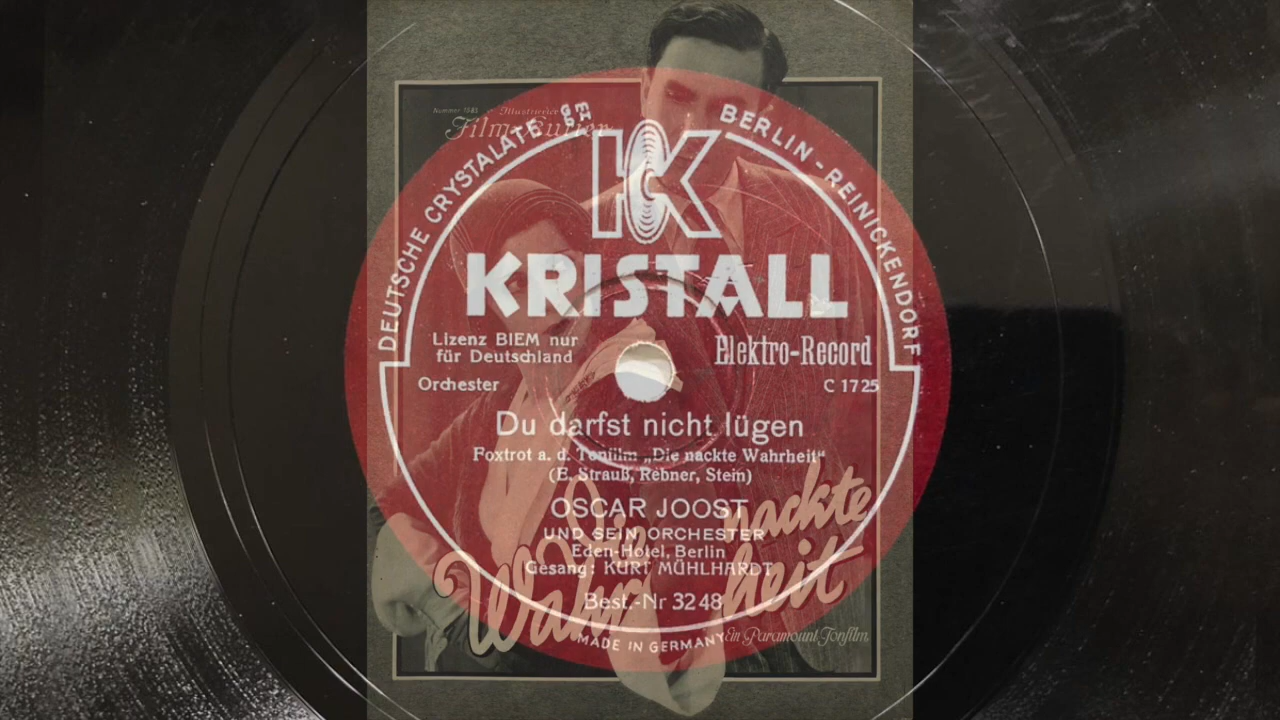 Illustrierter
Film-Kurier
DEUTSCHE CRYSTALATE GES
BERLIN-REINICKENDORF
K
KRISTALL
Lizenz BIEM nur
für Deutschland
Elektro-Record
Orchester
C 1725
Du darfst nicht lügen
Foxtrot a. d. Tonfilm „Die nackte Wahrheit“
(E. Strauß, Rebner, Stein)
OSCAR JOOST
UND SEIN ORCHESTER
Eden-Hotel, Berlin
Gesang: KURT MÜHLHARDT
Best.-Nr 3248
MADE IN GERMANY
Die nackte
Wahrheit
Ein Paramount Tonfilm